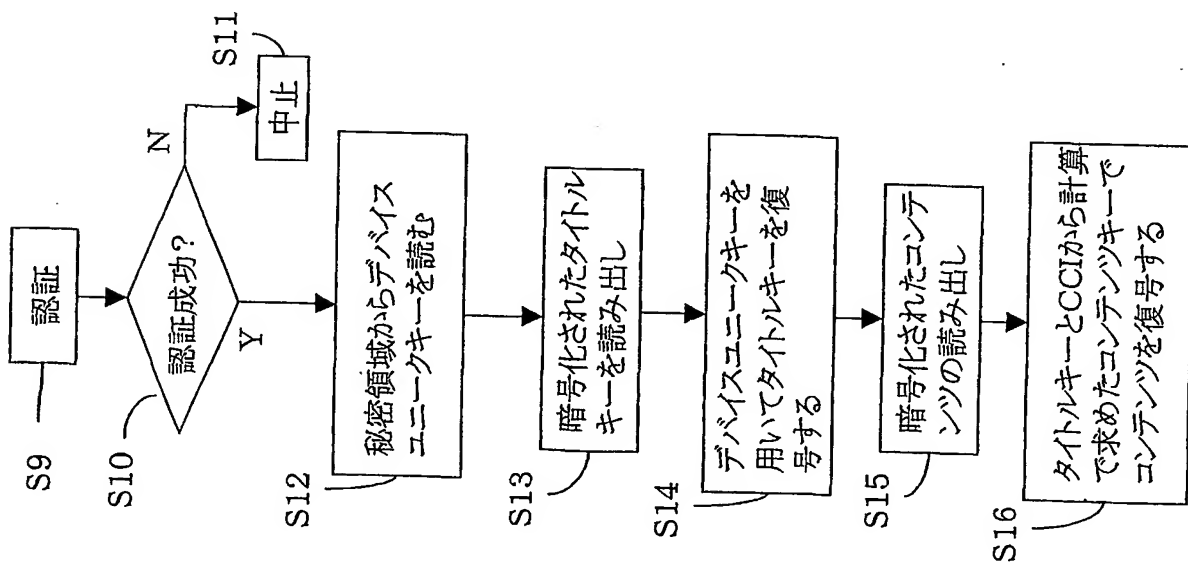 S9
認証
S10
認証成功?
N
S11
中止
Y
S12
秘密領域からデバイス
ユニークキーを読む
S13
暗号化されたタイトル
キーを読み出し
S14
デバイスユニークキーを
用いてタイトルキーを復
号する
S15
暗号化されたコンテ
ンツの読み出し
S16
タイトルキーとCCIから計算
で求めたコンテンツキーで
コンテンツを復号する